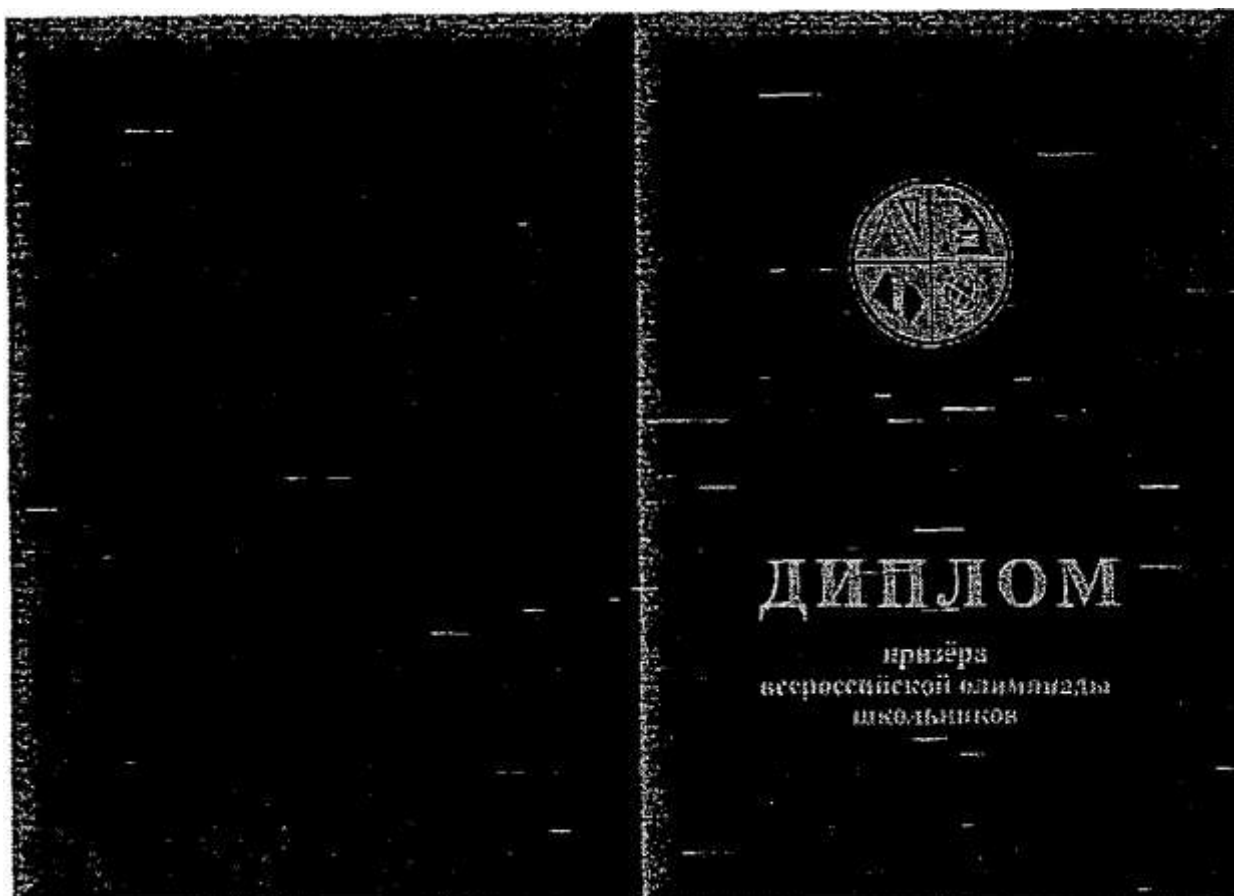 ДИПЛОМ
призёра
всероссийской олимпиады
школьников